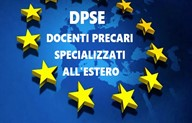 DPSE
DOCENTI PRECARI
SPECIALIZZATI
ALL'ESTERO